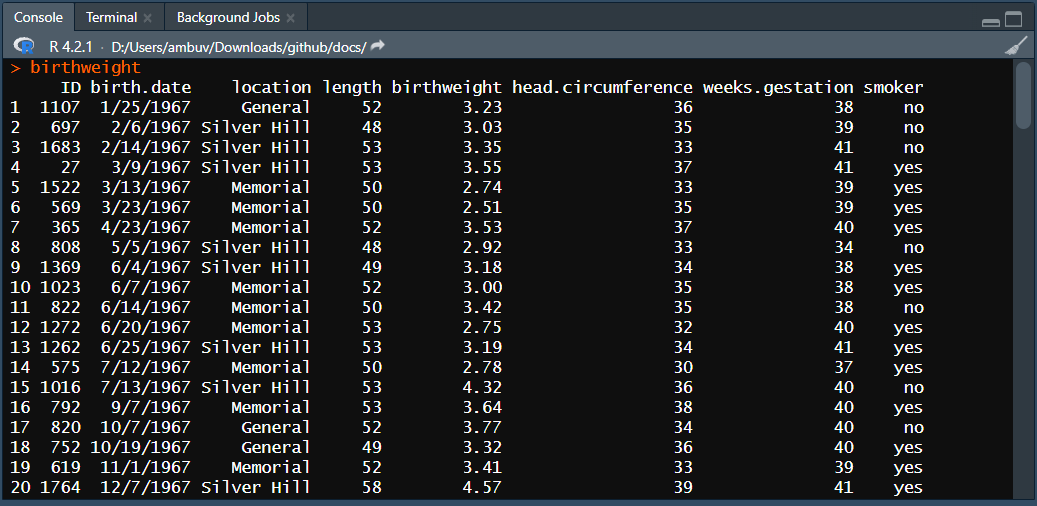 Console Terminal Background Jobs
R 4.2.1 · D:/Users/ambuv/Downloads/github/docs/
> birthweight
ID birth.date location length birthweight head.circumference weeks.gestation smoker
1 1107 1/25/1967 General 52 3.23 36 38 no
2 697 2/6/1967 Silver Hill 48 3.03 35 39 no
3 1683 2/14/1967 Silver Hill 53 3.35 33 41 no
4 27 3/9/1967 Silver Hill 53 3.55 37 41 yes
5 1522 3/13/1967 Memorial 50 2.74 33 39 yes
6 569 3/23/1967 Memorial 50 2.51 35 39 yes
7 365 4/23/1967 Memorial 52 3.53 37 40 yes
8 808 5/5/1967 Silver Hill 48 2.92 33 34 no
9 1369 6/4/1967 Silver Hill 49 3.18 34 38 yes
10 1023 6/7/1967 Memorial 52 3.00 35 38 yes
11 822 6/14/1967 Memorial 50 3.42 35 38 no
12 1272 6/20/1967 Memorial 53 2.75 32 40 yes
13 1262 6/25/1967 Silver Hill 53 3.19 34 41 yes
14 575 7/12/1967 Memorial 50 2.78 30 37 yes
15 1016 7/13/1967 Silver Hill 53 4.32 36 40 no
16 792 9/7/1967 Memorial 53 3.64 38 40 yes
17 820 10/7/1967 General 52 3.77 34 40 no
18 752 10/19/1967 General 49 3.32 36 40 yes
19 619 11/1/1967 Memorial 52 3.41 33 39 yes
20 1764 12/7/1967 Silver Hill 58 4.57 39 41 yes